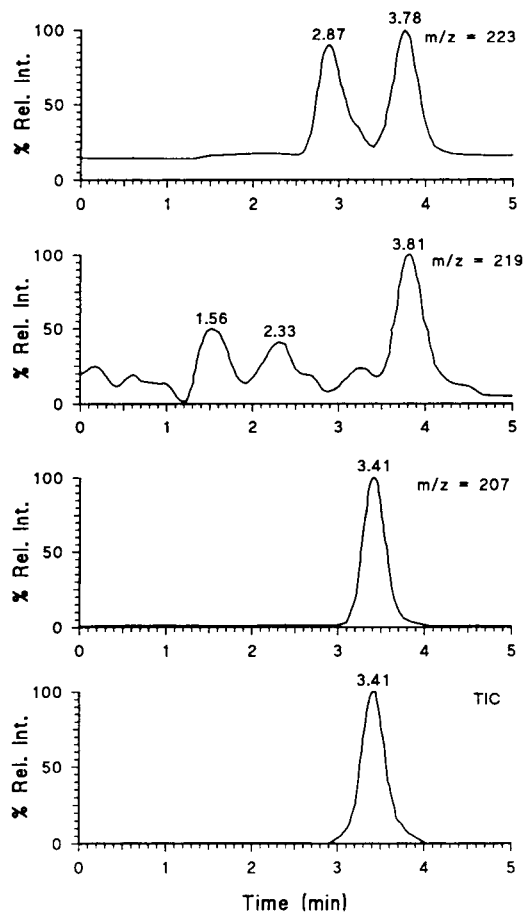 3.78
2.87
m/z = 223
100
50
0
% Rel. Int.
0 1 2 3 4 5
3.81
m/z = 219
1.56
2.33
100
50
0
% Rel. Int.
0 1 2 3 4 5
3.41
m/z = 207
100
50
0
% Rel. Int.
0 1 2 3 4 5
3.41
TIC
100
50
0
% Rel. Int.
0 1 2 3 4 5
Time (min)